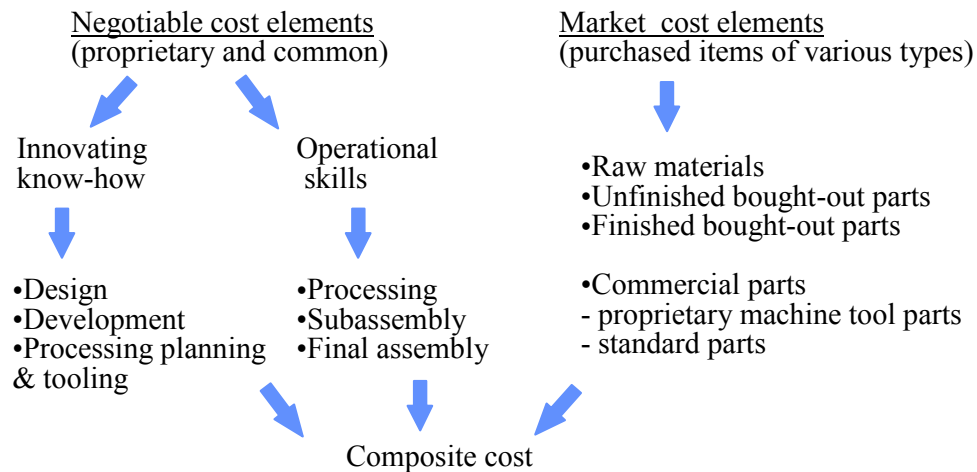 Negotiable cost elements
(proprietary and common)
Innovating
know-how
•Design
•Development
•Processing planning
& tooling
Operational
skills
•Processing
•Subassembly
•Final assembly
Market  cost elements
(purchased items of various types)
•Raw materials
•Unfinished bought-out parts
•Finished bought-out parts
•Commercial parts
- proprietary machine tool parts
- standard parts
Composite cost